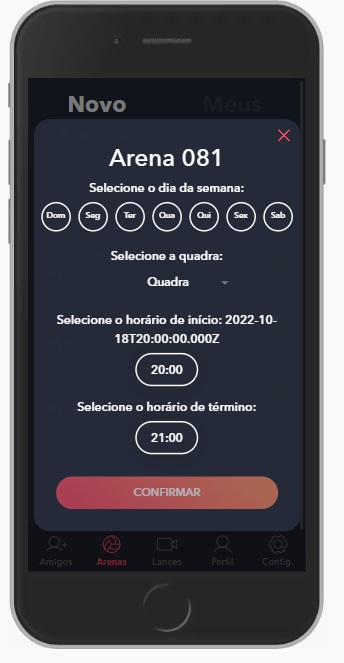 Novo Meus
Arena 081
Selecione o dia da semana:
Dom Seg Ter Qua Qui Sex Sab
Selecione a quadra:
Quadra
Selecione o horário de início: 2022-10-
18T20:00:00.000Z
20:00
Selecione o horário de término:
21:00
CONFIRMAR
Amigos Arenas Lances Perfil Config.